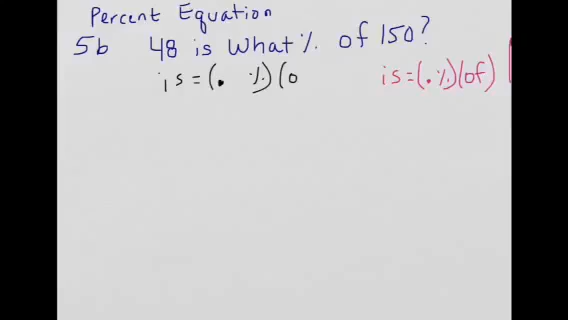 Percent Equation
5b 48 is what % of 150?
is = (. %)(o is = (. %)(of)